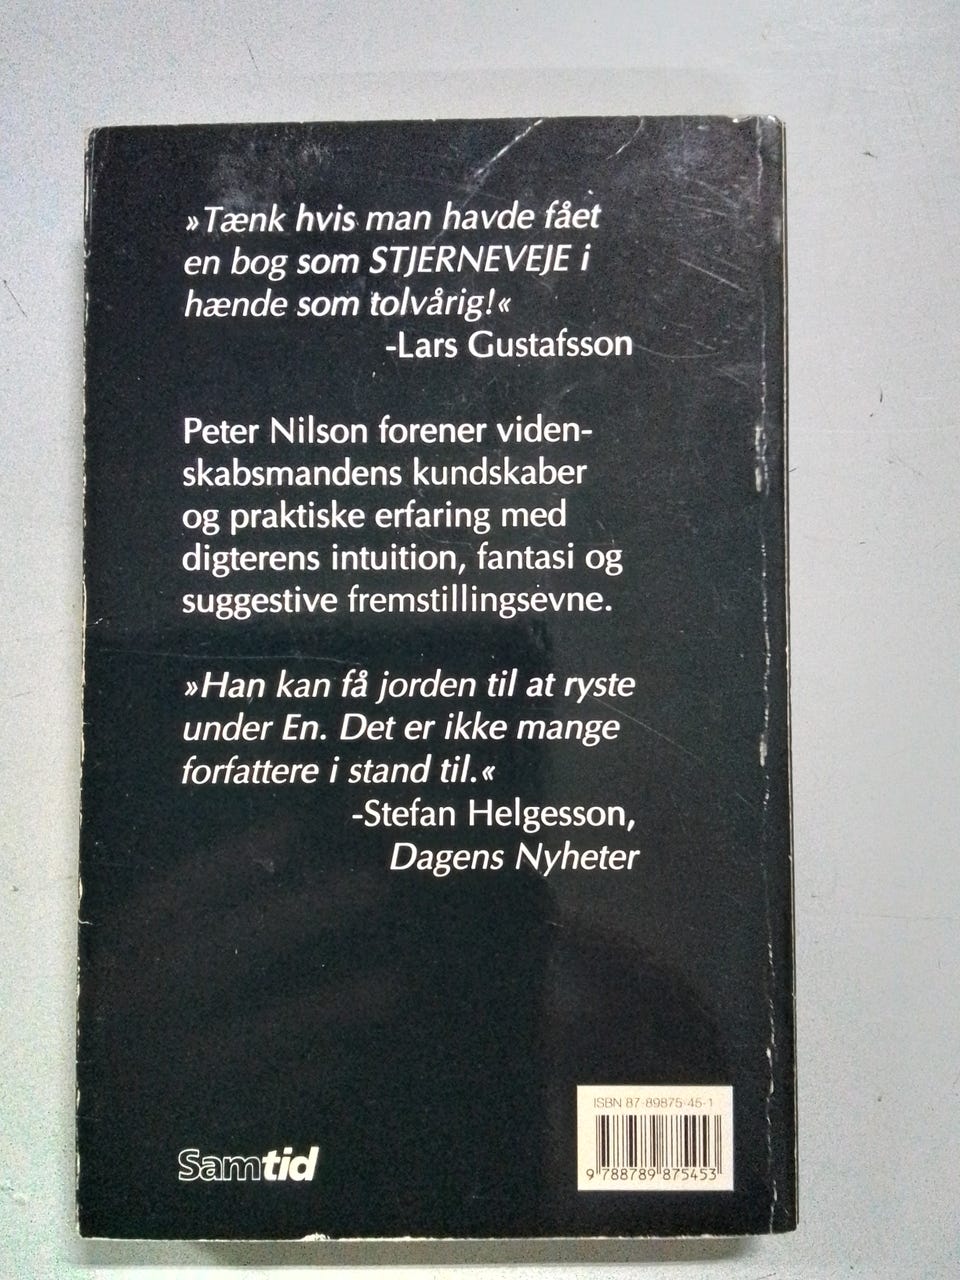 »Tænk hvis man havde fået
en bog som STJERNEVEJE i
hænde som tolvårig!«
-Lars Gustafsson
Peter Nilson forener viden-
skabsmandens kundskaber
og praktiske erfaring med
digterens intuition, fantasi og
suggestive fremstillingsevne.
»Han kan få jorden til at ryste
under En. Det er ikke mange
forfattere i stand til.«
-Stefan Helgesson,
Dagens Nyheter
ISBN 87-89875-45-1
9 788789 875453
Samtid